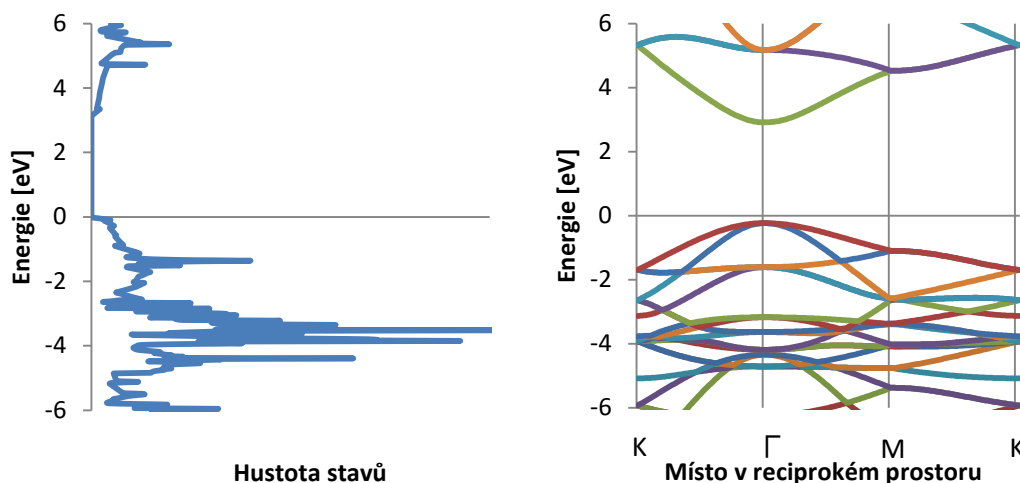 6
4
2
0
-2
-4
-6
Energie [eV]
Hustota stavů
6
4
2
0
-2
-4
-6
Energie [eV]
K Γ M K
Místo v reciprokém prostoru